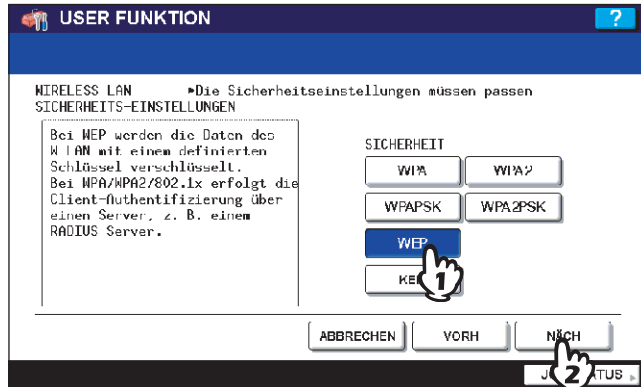 USER FUNKTION
?
WIRELESS LAN ▸Die Sicherheitseinstellungen müssen passen
SICHERHEITS-EINSTELLUNGEN
Bei WEP werden die Daten des
W LAN mit einem definierten
Schlüssel verschlüsselt.
Bei WPA/WPA2/802.1x erfolgt die
Client-Authentifizierung über
einen Server, z. B. einem
RADIUS Server.
SICHERHEIT
WPA WPA2
WPAPSK WPA2PSK
WEP
1
ABBRECHEN VORH NÄCH
2